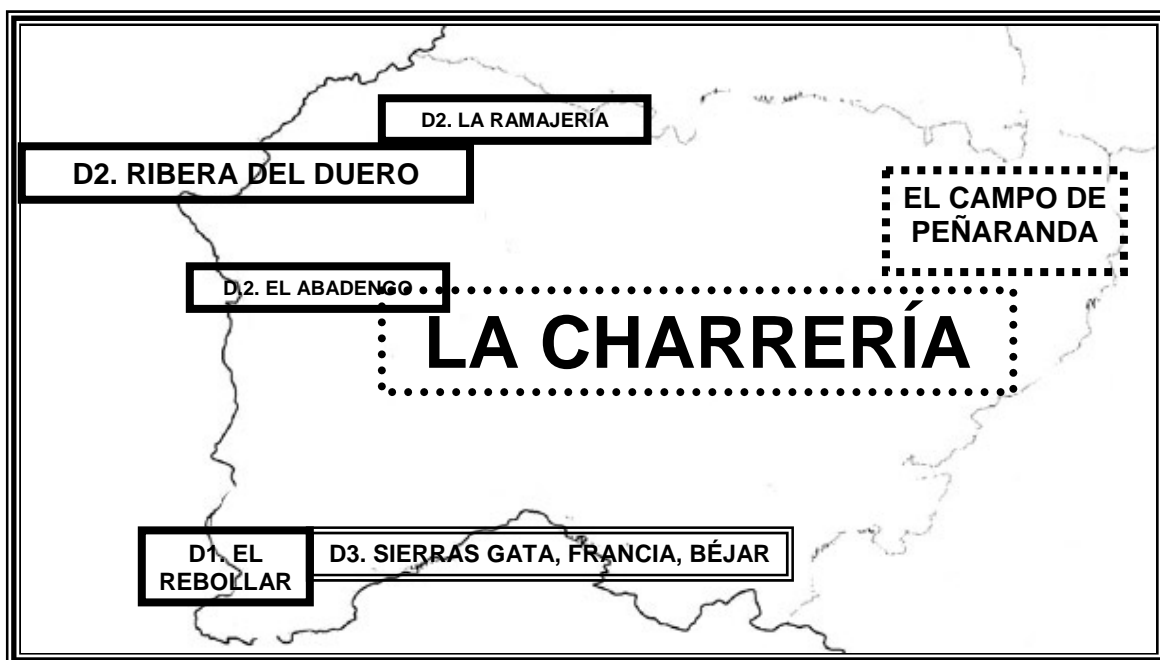 D2. LA RAMAJERÍA
D2. RIBERA DEL DUERO
EL CAMPO DE
PEÑARANDA
D.2. EL ABADENGO
LA CHARRERÍA
D1. EL
REBOLLAR
D3. SIERRAS GATA, FRANCIA, BÉJAR